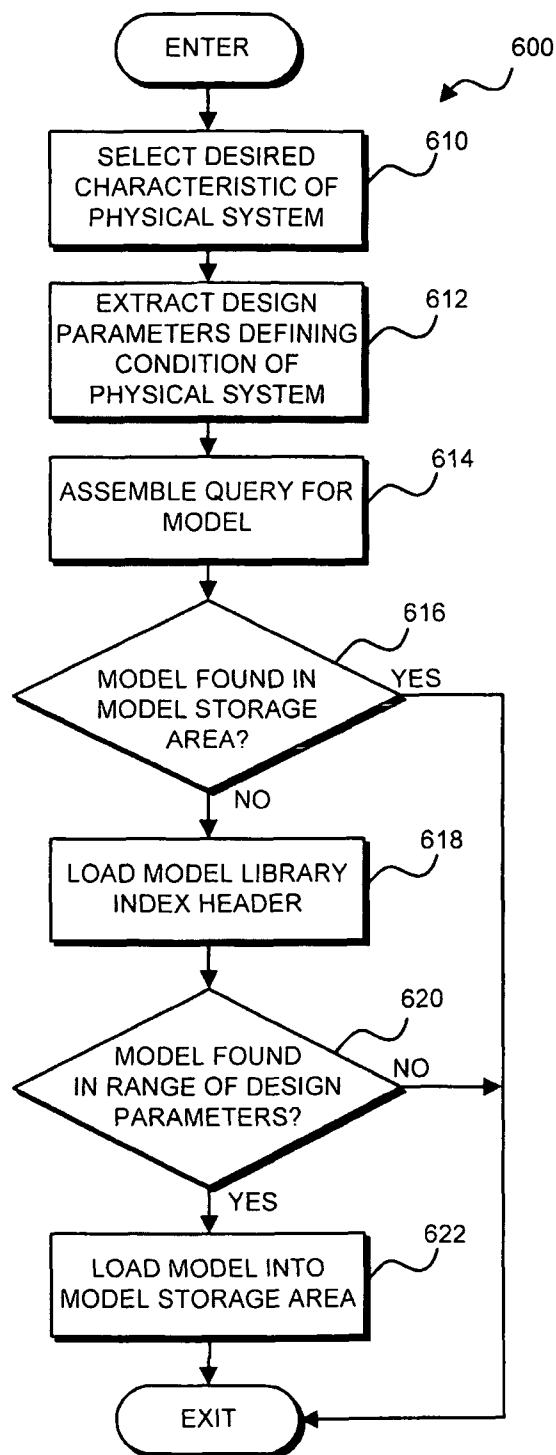 ENTER
600
SELECT DESIRED
CHARACTERISTIC OF
PHYSICAL SYSTEM
610
EXTRACT DESIGN
PARAMETERS DEFINING
CONDITION OF
PHYSICAL SYSTEM
612
ASSEMBLE QUERY FOR
MODEL
614
616
MODEL FOUND IN
MODEL STORAGE
AREA?
YES
NO
LOAD MODEL LIBRARY
INDEX HEADER
618
620
MODEL FOUND
IN RANGE OF DESIGN
PARAMETERS?
NO
YES
LOAD MODEL INTO
MODEL STORAGE AREA
622
EXIT